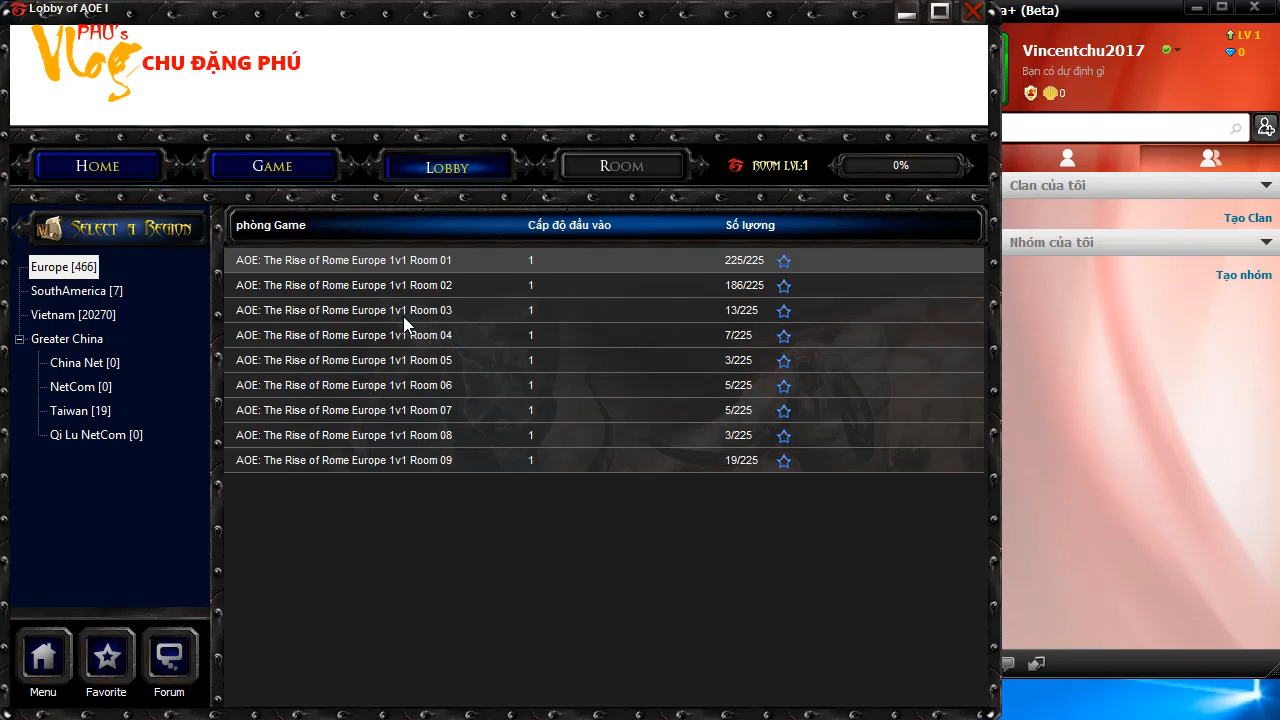 Lobby of AOE I
PHÚ's
Vlog
CHU ĐẶNG PHÚ
HOME
GAME
LOBBY
ROOM
ROOM LVL:1
0%
SELECT A REGION
Europe [466]
SouthAmerica [7]
Vietnam [20270]
Greater China
China Net [0]
NetCom [0]
Taiwan [19]
Qi Lu NetCom [0]
phòng Game Cấp độ đầu vào Số lượng
AOE: The Rise of Rome Europe 1v1 Room 01 1 225/225
AOE: The Rise of Rome Europe 1v1 Room 02 1 186/225
AOE: The Rise of Rome Europe 1v1 Room 03 1 13/225
AOE: The Rise of Rome Europe 1v1 Room 04 1 7/225
AOE: The Rise of Rome Europe 1v1 Room 05 1 3/225
AOE: The Rise of Rome Europe 1v1 Room 06 1 5/225
AOE: The Rise of Rome Europe 1v1 Room 07 1 5/225
AOE: The Rise of Rome Europe 1v1 Room 08 1 3/225
AOE: The Rise of Rome Europe 1v1 Room 09 1 19/225
Menu
Favorite
Forum
a+ (Beta)
Vincentchu2017
LV 1
0
Bạn có dự định gì
0
Clan của tôi
Tạo Clan
Nhóm của tôi
Tạo nhóm